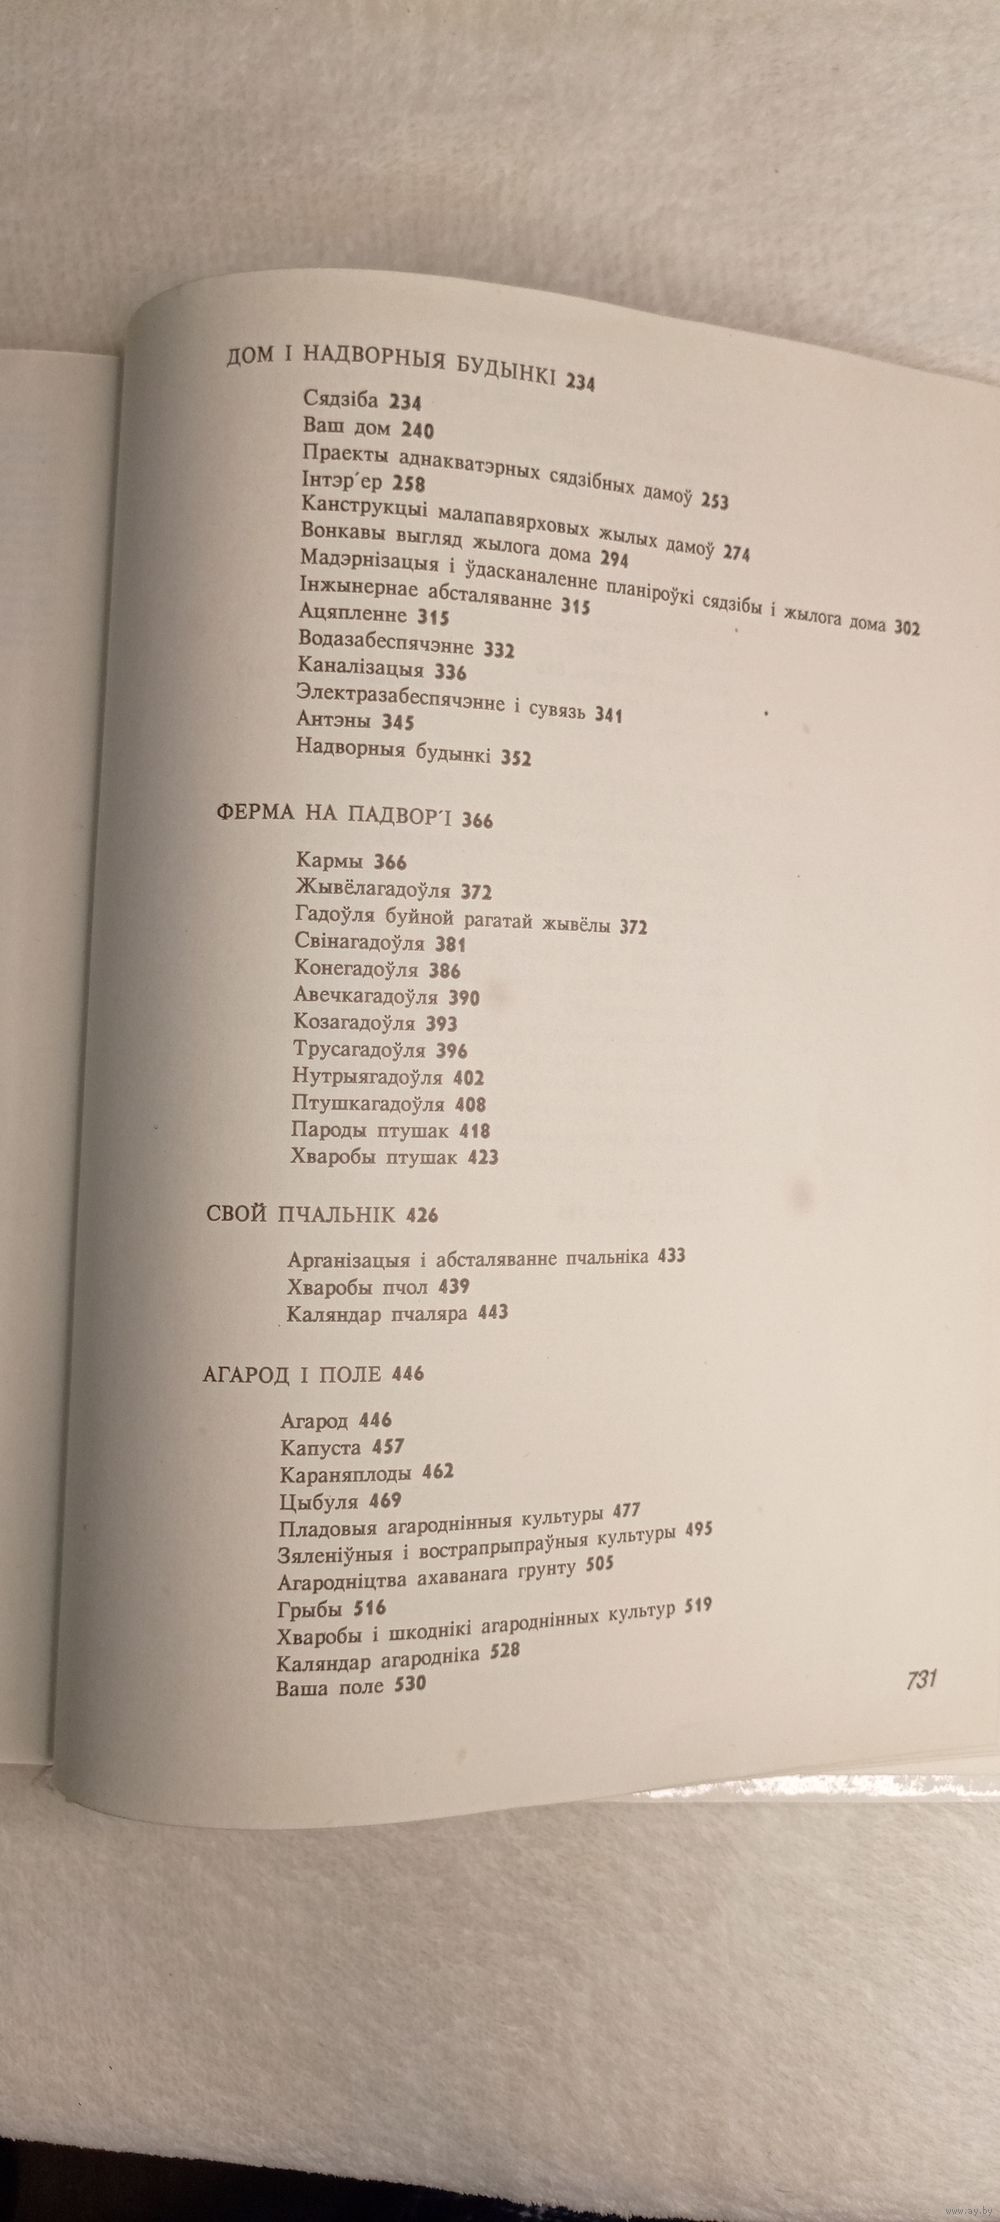 ДОМ І НАДВОРНЫЯ БУДЫНКІ 234
Сядзіба 234
Ваш дом 240
Праекты аднакватэрных сядзібных дамоў 253
Інтэр´ер 258
Канструкцыі малапавярховых жылых дамоў 274
Вонкавы выгляд жылога дома 294
Мадэрнізацыя і ўдасканаленне планіроўкі сядзібы і жылога дома 302
Інжынернае абсталяванне 315
Ацяпленне 315
Водазабеспячэнне 332
Каналізацыя 336
Электразабеспячэнне і сувязь 341
Антэны 345
Надворныя будынкі 352
ФЕРМА НА ПАДВОР´І 366
Кармы 366
Жывёлагадоўля 372
Гадоўля буйной рагатай жывёлы 372
Свінагадоўля 381
Конегадоўля 386
Авечкагадоўля 390
Козагадоўля 393
Трусагадоўля 396
Нутрыягадоўля 402
Птушкагадоўля 408
Пароды птушак 418
Хваробы птушак 423
СВОЙ ПЧАЛЬНІК 426
Арганізацыя і абсталяванне пчальніка 433
Хваробы пчол 439
Каляндар пчаляра 443
АГАРОД І ПОЛЕ 446
Агарод 446
Капуста 457
Караняплоды 462
Цыбуля 469
Пладовыя агароднінныя культуры 477
Зяленіўныя і вострапрыпраўныя культуры 495
Агародніцтва ахаванага грунту 505
Грыбы 516
Хваробы і шкоднікі агароднінных культур 519
Каляндар агародніка 528
Ваша поле 530
731
www.ay.by